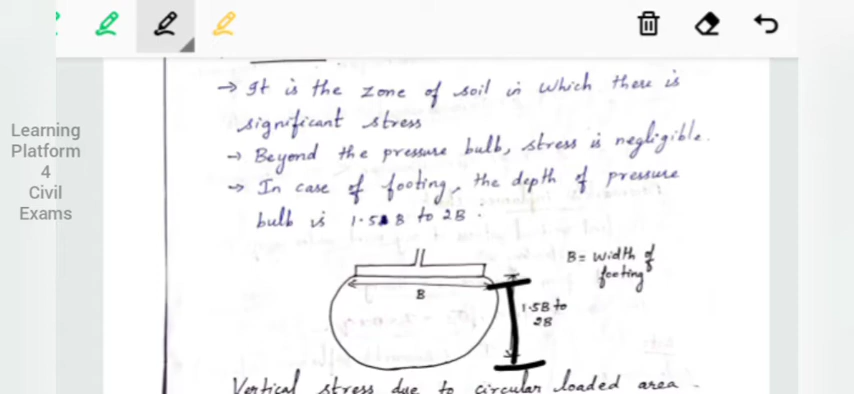 Learning
Platform
4
Civil
Exams
→ It is the zone of soil in which there is
significant stress
→ Beyond the pressure bulb, stress is negligible.
→ In case of footing, the depth of pressure
bulb is 1.5 B to 2B.
B = width of
footing
B
1.5B to
2B
Vertical stress due to circular loaded area.